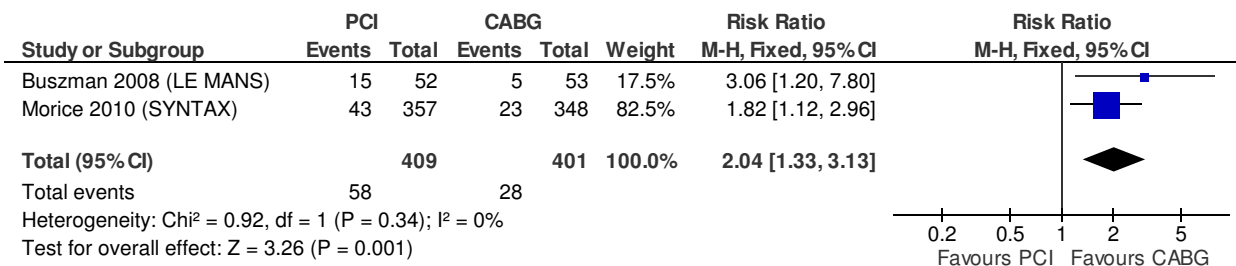 PCI CABG Risk Ratio Risk Ratio
Study or Subgroup Events Total Events Total Weight M-H, Fixed, 95% CI M-H, Fixed, 95% CI
Buszman 2008 (LE MANS) 15 52 5 53 17.5% 3.06 [1.20, 7.80]
Morice 2010 (SYNTAX) 43 357 23 348 82.5% 1.82 [1.12, 2.96]
Total (95% CI) 409 401 100.0% 2.04 [1.33, 3.13]
Total events 58 28
Heterogeneity: Chi² = 0.92, df = 1 (P = 0.34); I² = 0%
Test for overall effect: Z = 3.26 (P = 0.001)
0.2 0.5 1 2 5
Favours PCI Favours CABG